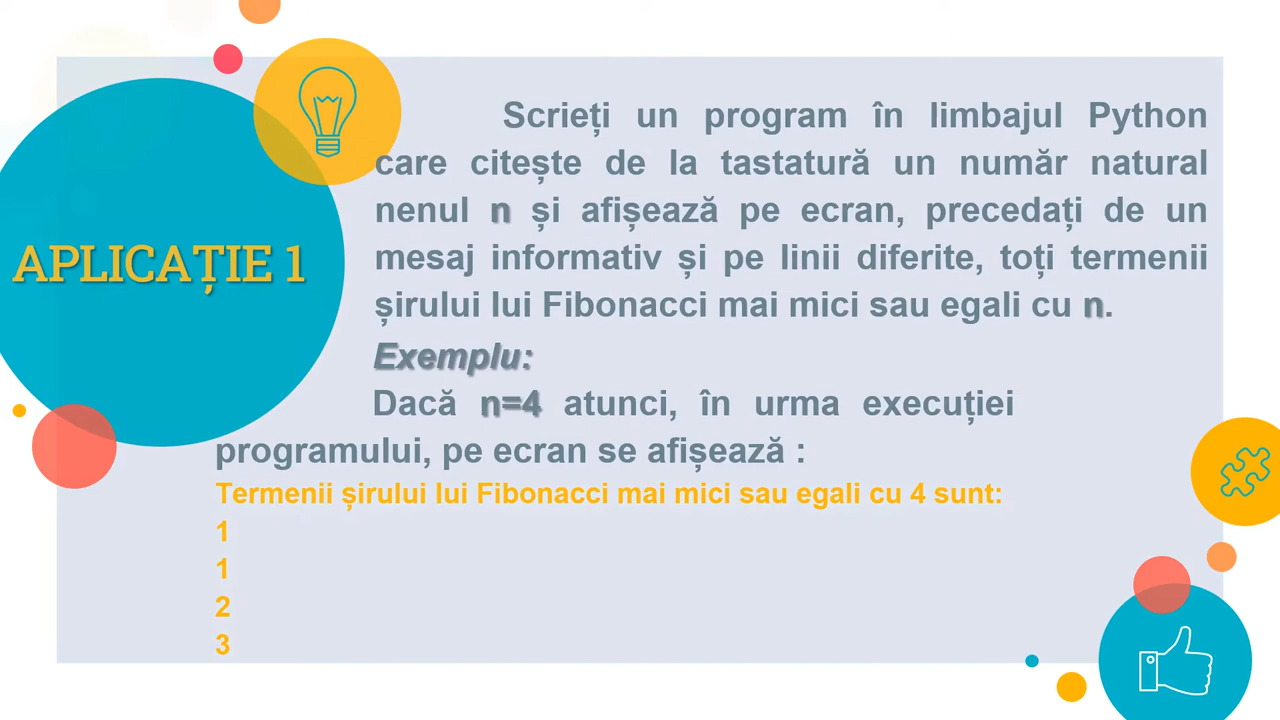 APLICAȚIE 1
Scrieți un program în limbajul Python
care citește de la tastatură un număr natural
nenul n și afișează pe ecran, precedați de un
mesaj informativ și pe linii diferite, toți termenii
șirului lui Fibonacci mai mici sau egali cu n.
Exemplu:
Dacă n=4 atunci, în urma execuției
programului, pe ecran se afișează :
Termenii șirului lui Fibonacci mai mici sau egali cu 4 sunt:
1
1
2
3